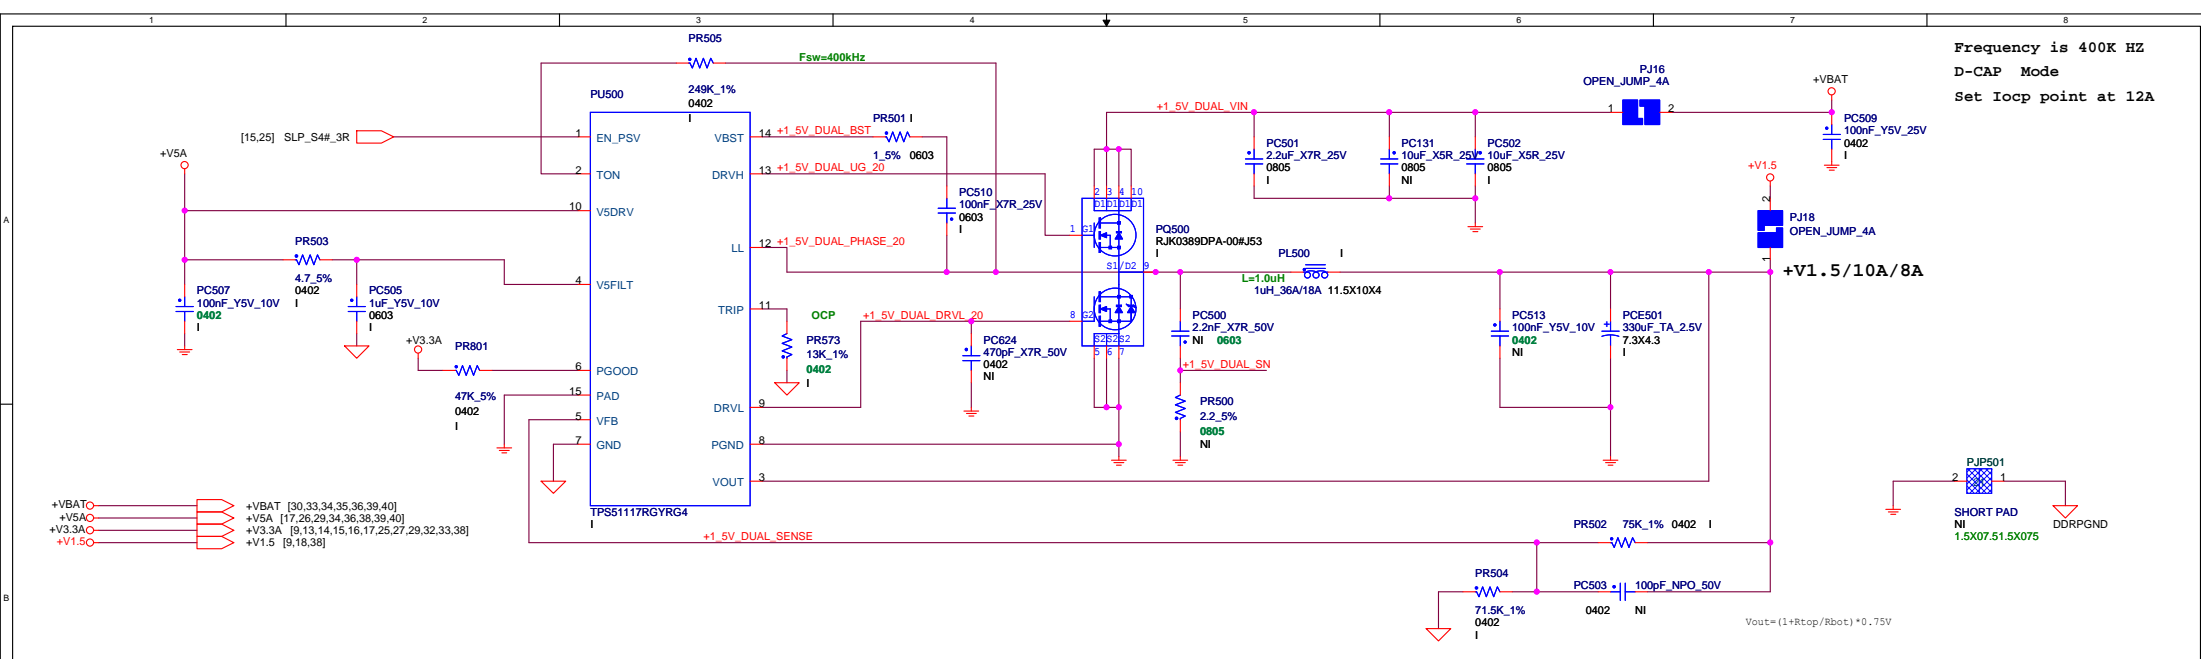 1 2 3 4 5 6 7 8
A
B
Frequency is 400K HZ
D-CAP Mode
Set Iocp point at 12A
PR505
249K_1%
0402
I
Fsw=400kHz
PU500
[15,25] SLP_S4#_3R
1 EN_PSV
2 TON
10 V5DRV
4 V5FILT
6 PGOOD
15 PAD
5 VFB
7 GND
VBST 14
DRVH 13
LL 12
TRIP 11
DRVL 9
PGND 8
VOUT 3
TPS51117RGYRG4
I
+V5A
PR503
4.7_5%
0402
I
PC507
100nF_Y5V_10V
0402
I
PC505
1uF_Y5V_10V
0603
I
+V3.3A
PR801
47K_5%
0402
I
+1_5V_DUAL_BST
PR501 I
1_5% 0603
+1_5V_DUAL_UG_20
PC510
100nF_X7R_25V
0603
I
+1_5V_DUAL_PHASE_20
OCP
PR573
13K_1%
0402
I
+1_5V_DUAL_DRVL_20
PC624
470pF_X7R_50V
0402
NI
+1_5V_DUAL_VIN
2 3 4 10
D1 D1 D1 D1
1 G1
S1/D2 9
8 G2
S2 S2 S2
5 6 7
PQ500
RJK0389DPA-00#J53
I
PC501
2.2uF_X7R_25V
0805
I
PC131
10uF_X5R_25V
0805
NI
PC502
10uF_X5R_25V
0805
I
PJ16
OPEN_JUMP_4A
1 2
+VBAT
PC509
100nF_Y5V_25V
0402
I
+V1.5
2
PJ18
OPEN_JUMP_4A
1
+V1.5/10A/8A
PL500 I
L=1.0uH
1uH_36A/18A 11.5X10X4
PC500
2.2nF_X7R_50V
NI 0603
+1_5V_DUAL_SN
PR500
2.2_5%
0805
NI
PC513
100nF_Y5V_10V
0402
NI
PCE501
330uF_TA_2.5V
7.3X4.3
I
PJP501
2 1
SHORT PAD
NI
1.5X07.51.5X075
DDRPGND
+VBAT +VBAT [30,33,34,35,36,39,40]
+V5A +V5A [17,26,29,34,36,38,39,40]
+V3.3A +V3.3A [9,13,14,15,16,17,25,27,29,32,33,38]
+V1.5 +V1.5 [9,18,38]
+1_5V_DUAL_SENSE
PR502 75K_1% 0402 I
PR504
71.5K_1%
0402
I
PC503 100pF_NPO_50V
0402 NI
Vout=(1+Rtop/Rbot)*0.75V